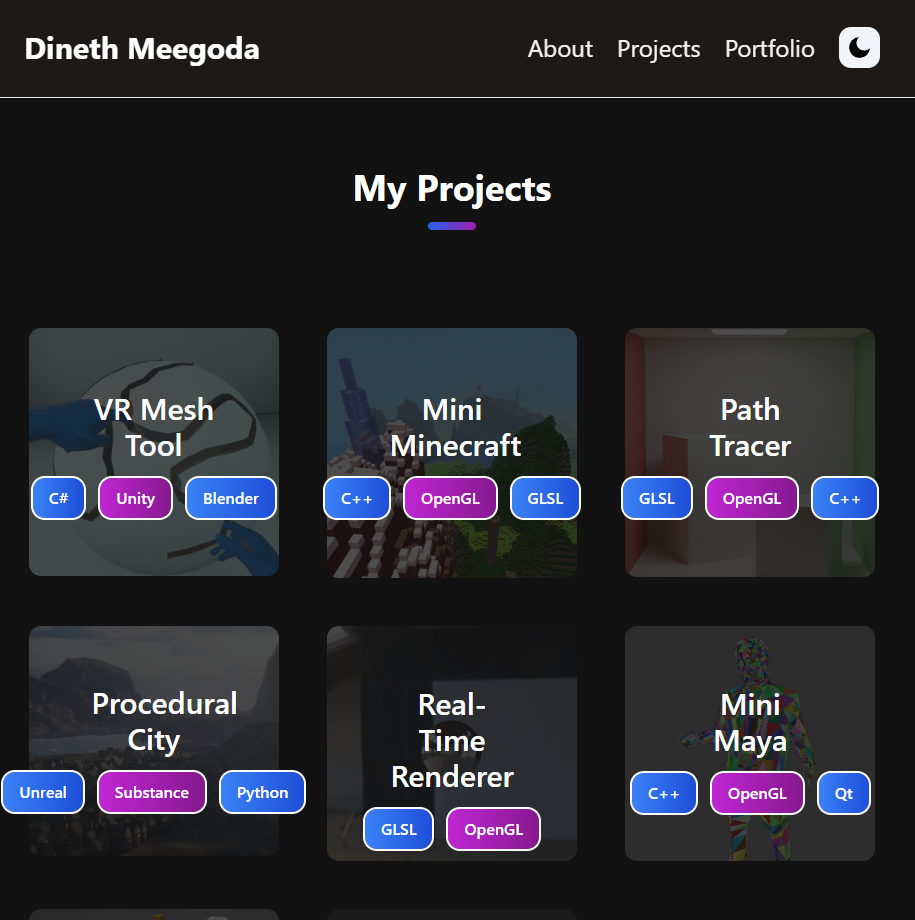 Dineth Meegoda
About Projects Portfolio
My Projects
VR Mesh
Tool
C# Unity Blender
Mini
Minecraft
C++ OpenGL GLSL
Path
Tracer
GLSL OpenGL C++
Procedural
City
Unreal Substance Python
Real-
Time
Renderer
GLSL OpenGL
Mini
Maya
C++ OpenGL Qt